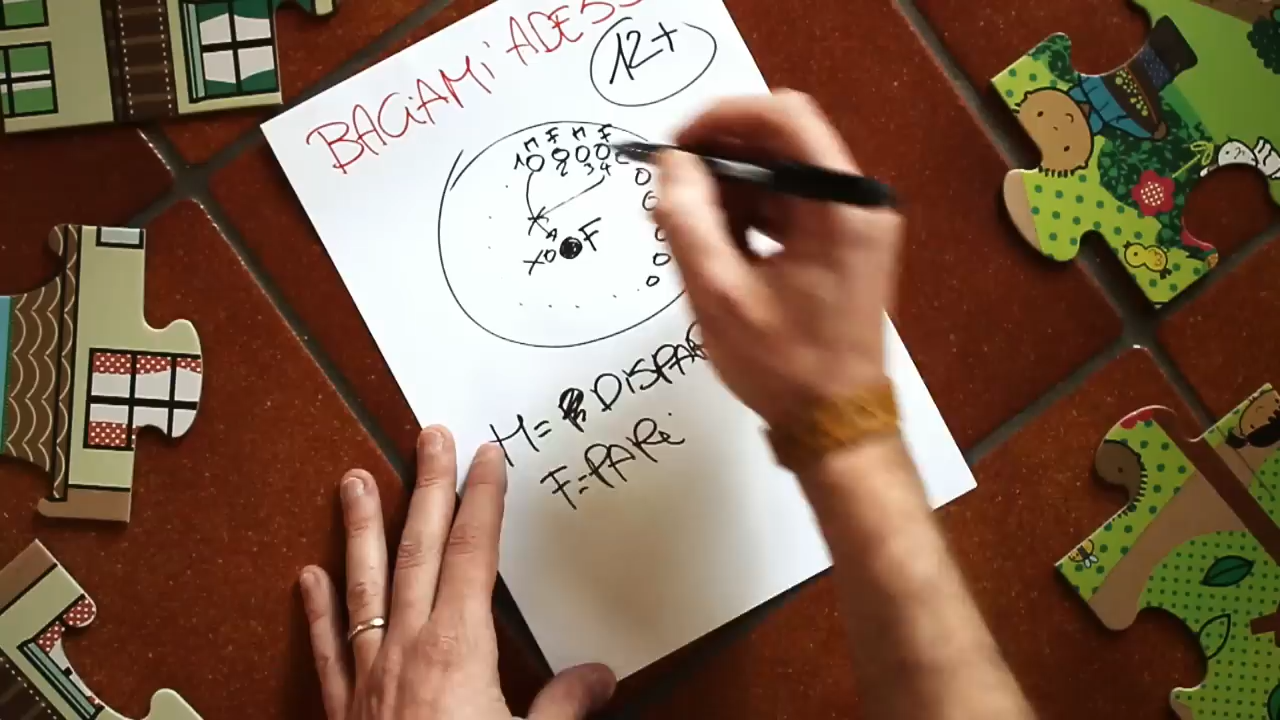 BACIAMI ADESS
12+
M F M F
1 2 3 4
A
F
M= DISPAR
F=PARi